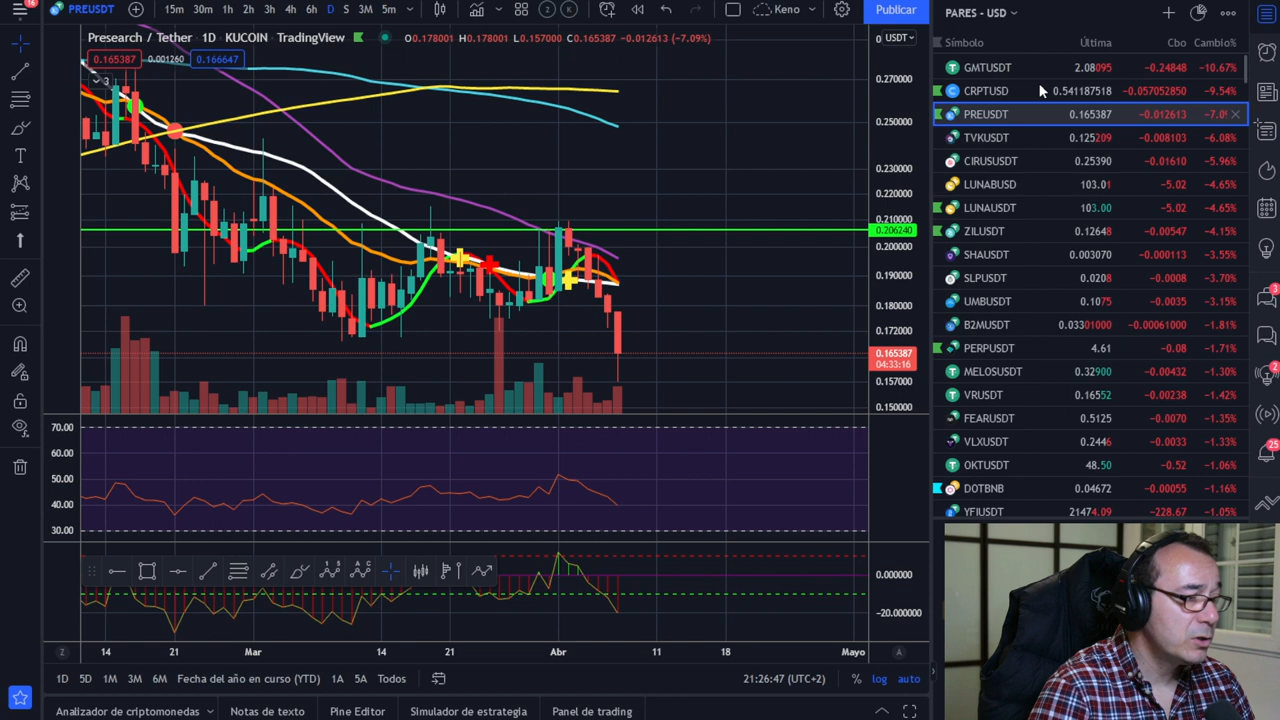 16
PREUSDT
15m 30m 1h 2h 3h 4h 6h D S 3M 5m
2 K
Keno
Publicar
PARES - USD
Presearch / Tether 1D KUCOIN TradingView O0.178001 H0.178001 L0.157000 C0.165387 −0.012613 (−7.09%)
USDT
0.165387 0.001260 0.166647
3
0.270000
0.250000
0.230000
0.220000
0.210000
0.206240
0.200000
0.190000
0.180000
0.172000
0.165387
04:33:16
0.157000
0.150000
70.00
60.00
50.00
40.00
30.00
0.000000
−20.000000
Z 14 21 Mar 14 21 Abr 11 18 Mayo A
1D 5D 1M 3M 6M Fecha del año en curso (YTD) 1A 5A Todos
21:26:47 (UTC+2) % log auto
Analizador de criptomonedas Notas de texto Pine Editor Simulador de estrategia Panel de trading
Símbolo Última Cbo Cambio%
GMTUSDT 2.08095 −0.24848 −10.67%
CRPTUSD 0.541187518 −0.057052850 −9.54%
PREUSDT 0.165387 −0.012613 −7.0
TVKUSDT 0.125209 −0.008103 −6.08%
CIRUSUSDT 0.25390 −0.01610 −5.96%
LUNABUSD 103.01 −5.02 −4.65%
LUNAUSDT 103.00 −5.02 −4.65%
ZILUSDT 0.12648 −0.00547 −4.15%
SHAUSDT 0.003070 −0.000113 −3.56%
SLPUSDT 0.0208 −0.0008 −3.70%
UMBUSDT 0.1075 −0.0035 −3.15%
B2MUSDT 0.03301000 −0.00061000 −1.81%
PERPUSDT 4.61 −0.08 −1.71%
MELOSUSDT 0.32900 −0.00432 −1.30%
VRUSDT 0.16552 −0.00238 −1.42%
FEARUSDT 0.5125 −0.0070 −1.35%
VLXUSDT 0.2446 −0.0033 −1.33%
OKTUSDT 48.50 −0.52 −1.06%
DOTBNB 0.04672 −0.00055 −1.16%
YFIUSDT 21474.09 −228.67 −1.05%
3
2
25